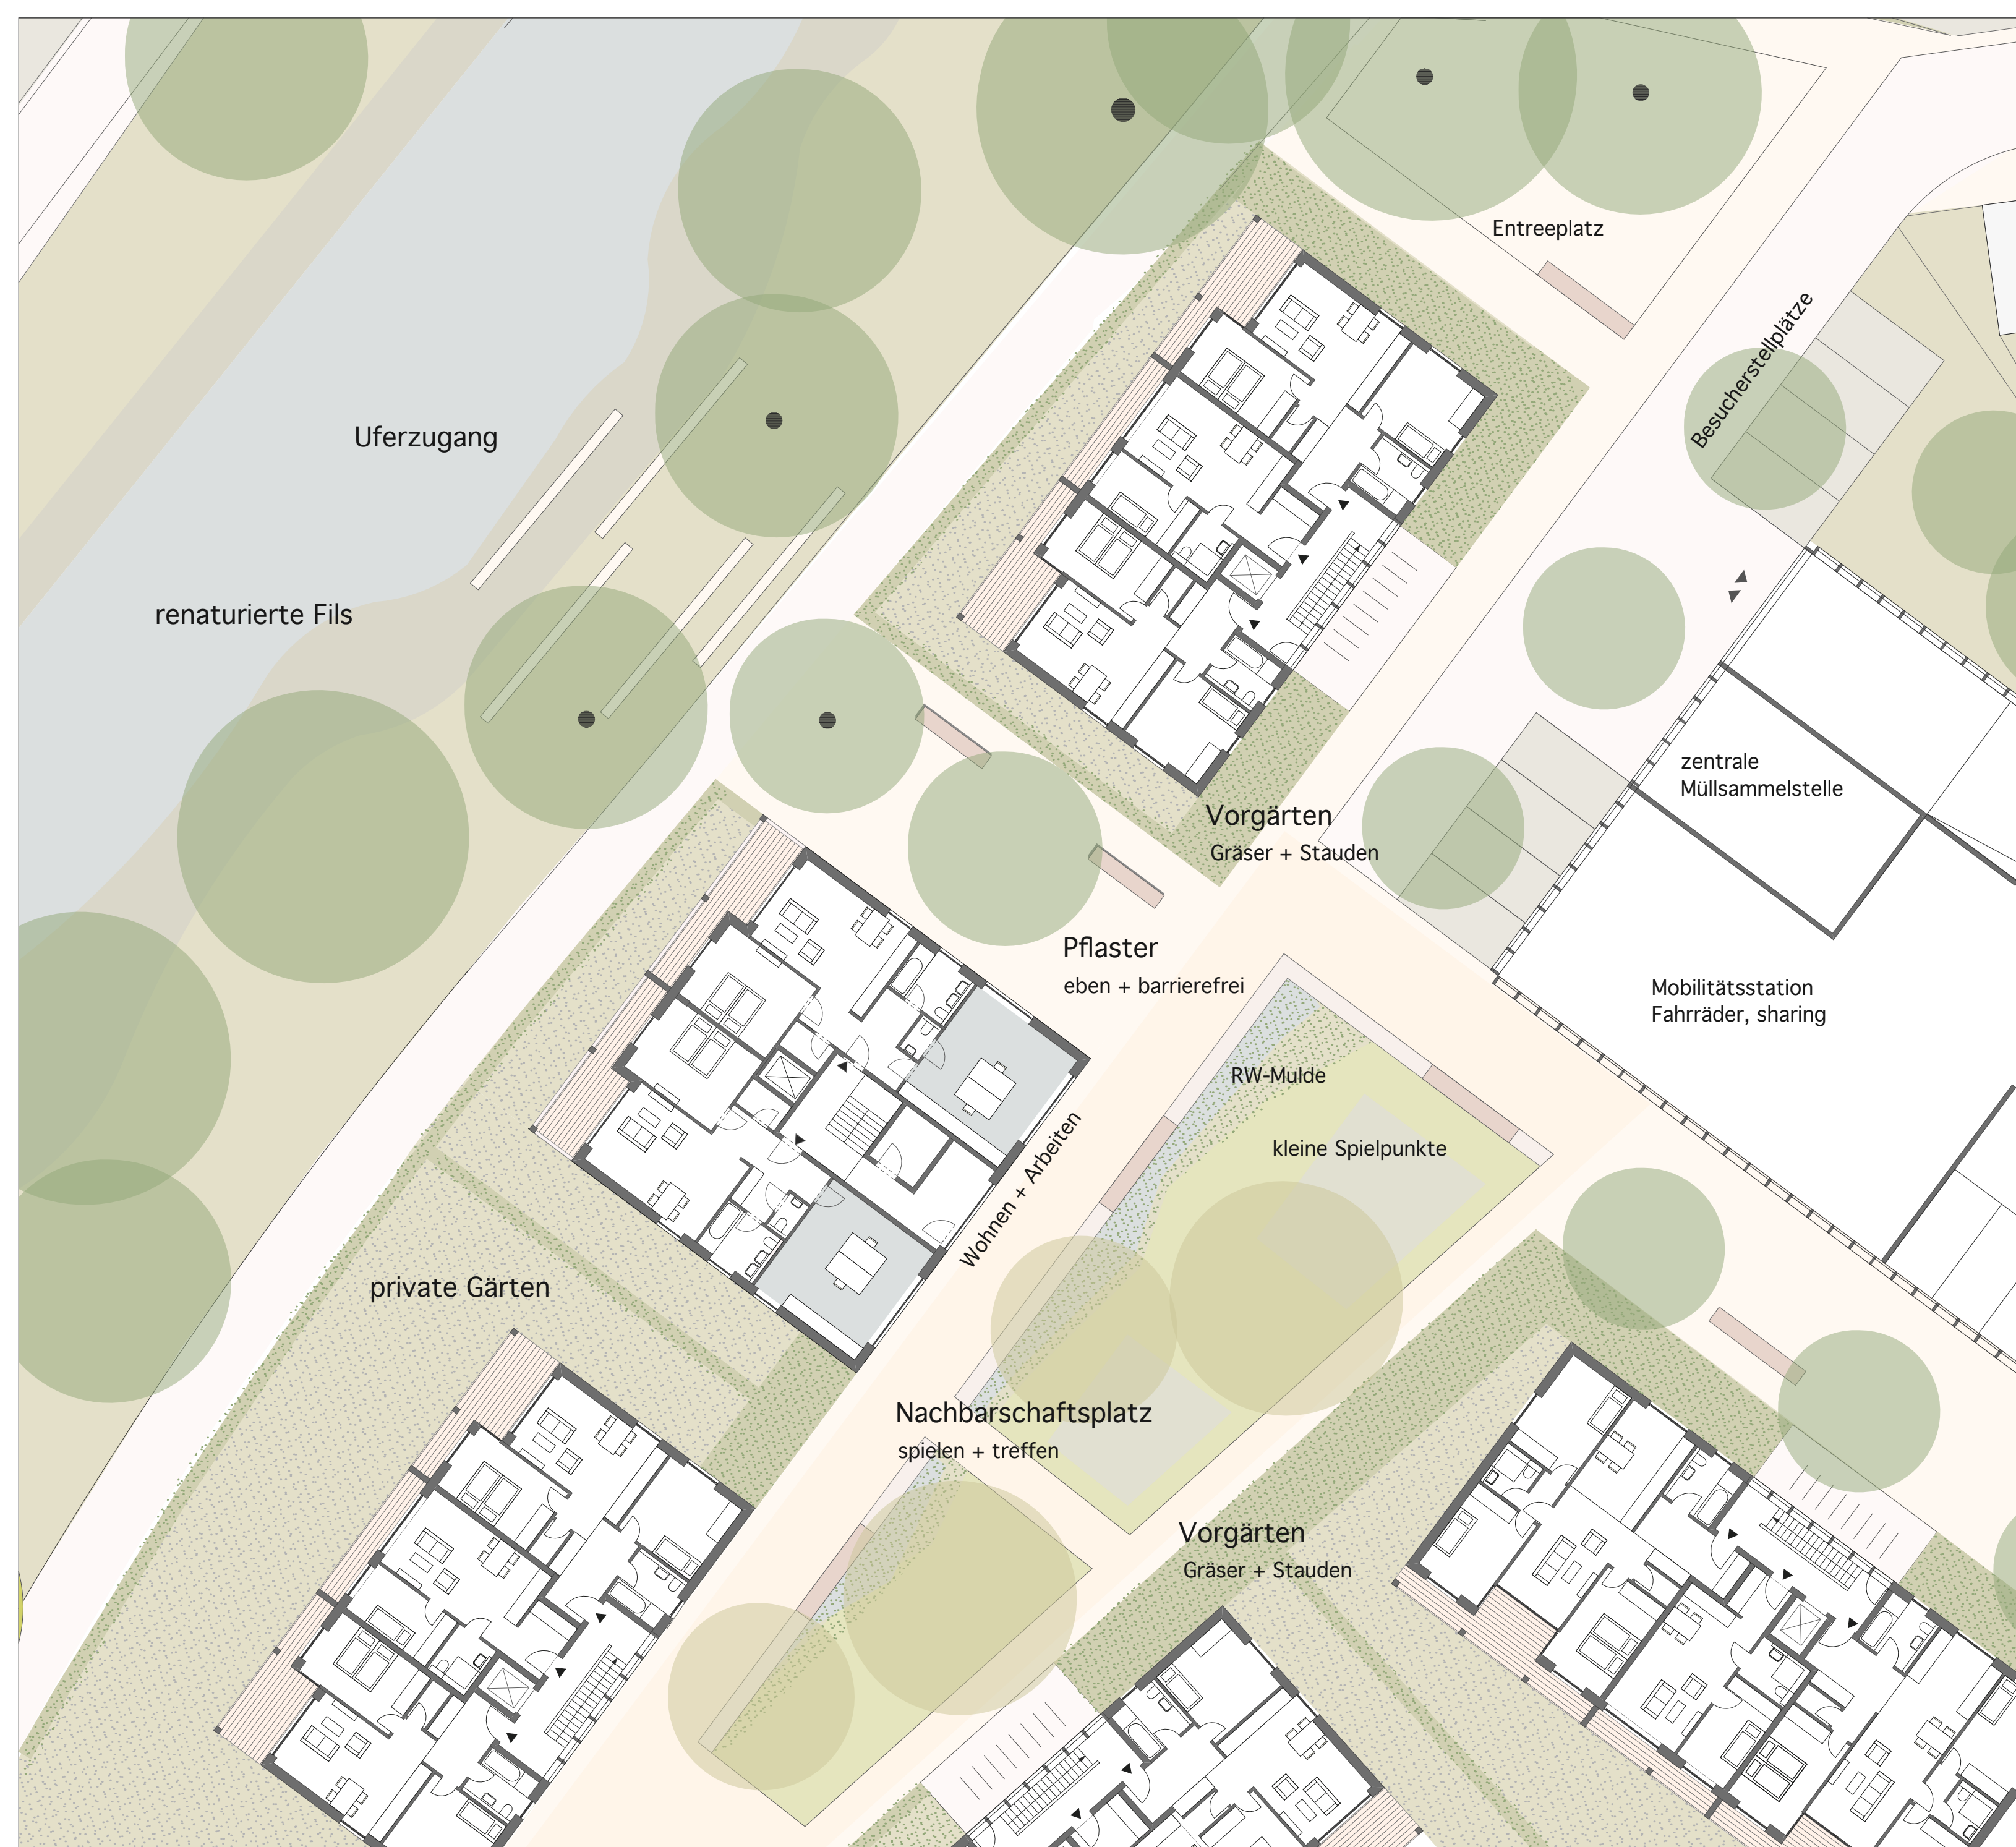 Entreeplatz
Besucherstellplätze
Uferzugang
renaturierte Fils
zentrale
Müllsammelstelle
Vorgärten
Gräser + Stauden
Pflaster
eben + barrierefrei
Mobilitätsstation
Fahrräder, sharing
RW-Mulde
kleine Spielpunkte
Wohnen + Arbeiten
private Gärten
Nachbarschaftsplatz
spielen + treffen
Vorgärten
Gräser + Stauden